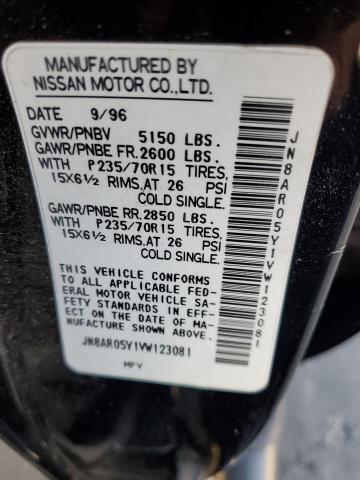 MANUFACTURED BY
NISSAN MOTOR CO.,LTD.
DATE 9/96
GVWR/PNBV 5150 LBS.
GAWR/PNBE FR. 2600 LBS.
WITH P235/70R15 TIRES,
15X6½ RIMS, AT 26 PSI
COLD SINGLE.
GAWR/PNBE RR. 2850 LBS.
WITH P235/70R15 TIRES,
15X6½ RIMS, AT 26 PSI
COLD SINGLE.
THIS VEHICLE CONFORMS
TO ALL APPLICABLE FED-
ERAL MOTOR VEHICLE SA-
FETY STANDARDS IN EFF-
ECT ON THE DATE OF MA-
NUFACTURE SHOWN ABOVE.
JN8AR05Y1VW123081
MPV
JN8AR05Y1VW123081